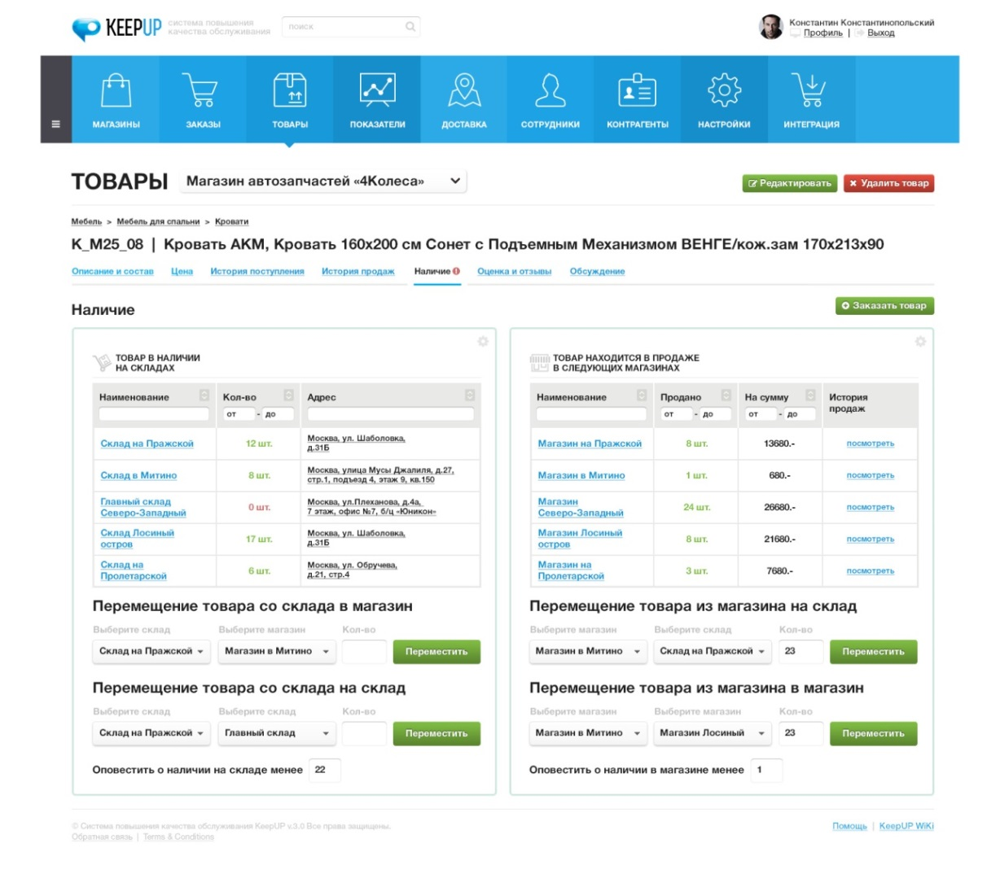 KEEPUP
система повышения
качества обслуживания
поиск
Константин Константинопольский
Профиль | Выход
МАГАЗИНЫ
ЗАКАЗЫ
ТОВАРЫ
ПОКАЗАТЕЛИ
ДОСТАВКА
СОТРУДНИКИ
КОНТРАГЕНТЫ
НАСТРОЙКИ
ИНТЕГРАЦИЯ
ТОВАРЫ
Магазин автозапчастей «4Колеса»
Редактировать
Удалить товар
Мебель > Мебель для спальни > Кровати
K_M25_08 | Кровать АКМ, Кровать 160х200 см Сонет с Подъемным Механизмом ВЕНГЕ/кож.зам 170х213х90
Описание и состав Цена История поступления История продаж Наличие Оценка и отзывы Обсуждение
Наличие
Заказать товар
ТОВАР В НАЛИЧИИ
НА СКЛАДАХ
Наименование Кол-во Адрес
от - до
Склад на Пражской 12 шт. Москва, ул. Шаболовка,
д.31Б
Склад в Митино 8 шт. Москва, улица Мусы Джалиля, д.27,
стр.1, подъезд 4, этаж 9, кв.150
Главный склад
Северо-Западный 0 шт. Москва, ул.Плеханова, д.4а,
7 этаж, офис №7, б/ц «Юникон»
Склад Лосиный
остров 17 шт. Москва, ул. Шаболовка,
д.31Б
Склад на
Пролетарской 6 шт. Москва, ул. Обручева,
д.21, стр.4
Перемещение товара со склада в магазин
Выберите склад Выберите магазин Кол-во
Склад на Пражской Магазин в Митино Переместить
Перемещение товара со склада на склад
Выберите склад Выберите склад Кол-во
Склад на Пражской Главный склад Переместить
Оповестить о наличии на складе менее 22
ТОВАР НАХОДИТСЯ В ПРОДАЖЕ
В СЛЕДУЮЩИХ МАГАЗИНАХ
Наименование Продано На сумму История
продаж
от - до от - до
Магазин на Пражской 8 шт. 13680.- посмотреть
Магазин в Митино 1 шт. 680.- посмотреть
Магазин
Северо-Западный 24 шт. 26680.- посмотреть
Магазин Лосиный
остров 8 шт. 21680.- посмотреть
Магазин на
Пролетарской 3 шт. 7680.- посмотреть
Перемещение товара из магазина на склад
Выберите магазин Выберите склад Кол-во
Магазин в Митино Склад на Пражской 23 Переместить
Перемещение товара из магазина в магазин
Выберите магазин Выберите магазин Кол-во
Магазин в Митино Магазин Лосиный 23 Переместить
Оповестить о наличии в магазине менее 1
© Система повышения качества обслуживания KeepUP v.3.0 Все права защищены.
Обратная связь | Terms & Conditions
Помощь | KeepUP WiKi